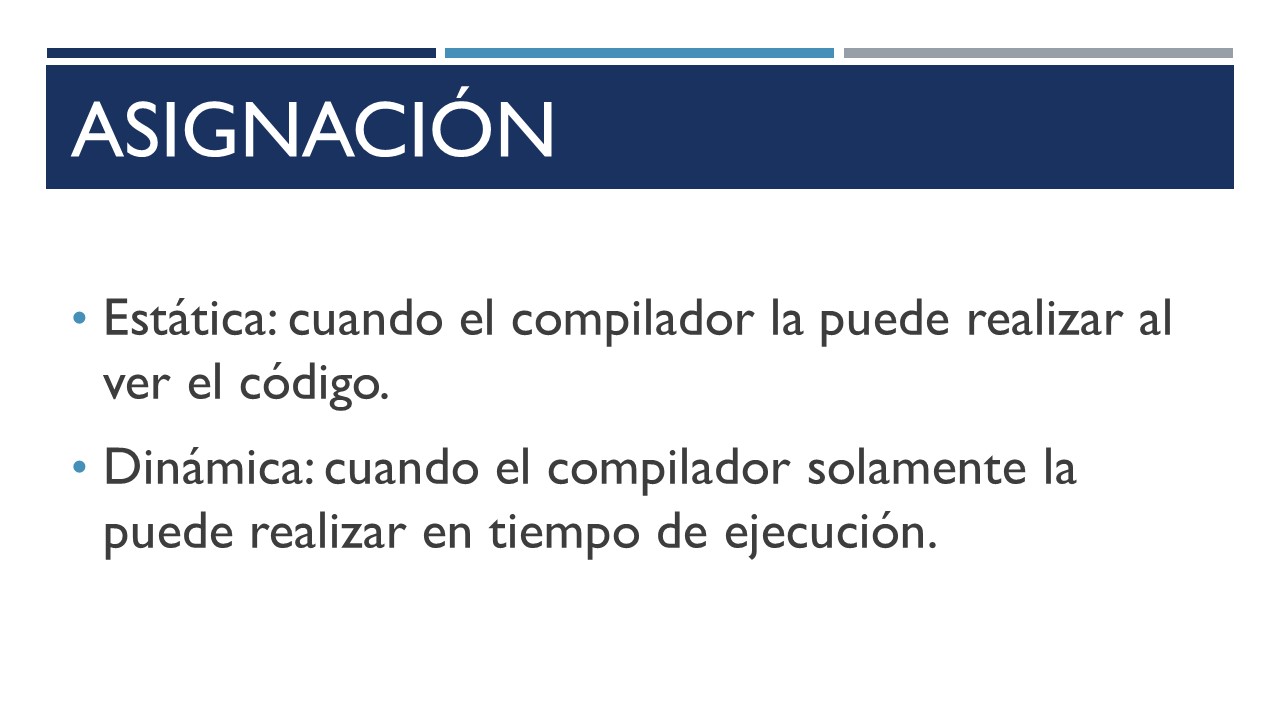 ASIGNACIÓN
• Estática: cuando el compilador la puede realizar al
ver el código.
• Dinámica: cuando el compilador solamente la
puede realizar en tiempo de ejecución.